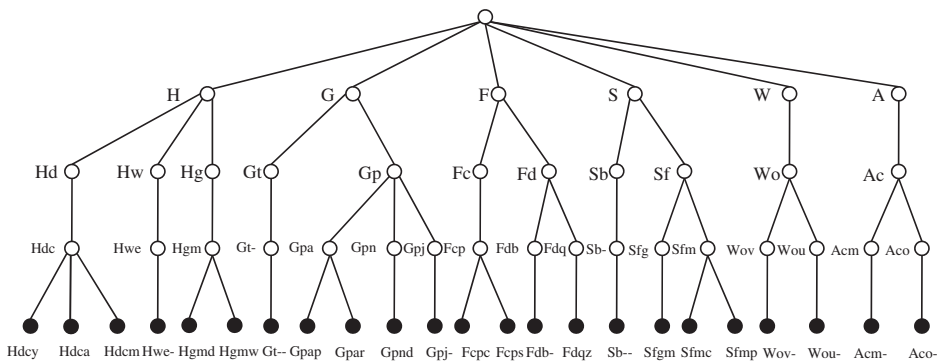 H G F S W A
Hd Hw Hg Gt Gp Fc Fd Sb Sf Wo Ac
Hdc Hwe Hgm Gt- Gpa Gpn Gpj Fcp Fdb Fdq Sb- Sfg Sfm Wov Wou Acm Aco
Hdcy Hdca Hdcm Hwe- Hgmd Hgmw Gt-- Gpap Gpar Gpnd Gpj- Fcpc Fcps Fdb- Fdqz Sb-- Sfgm Sfmc Sfmp Wov- Wou- Acm- Aco-